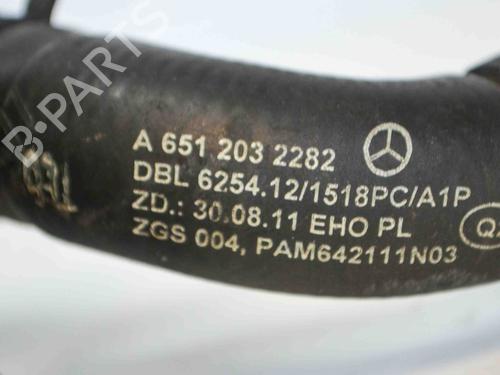 B-PARTS
A 651 203 2282
DBL 6254.12/1518PC/A1P
ZD.: 30.08.11 EHO PL
ZGS 004, PAM642111N03